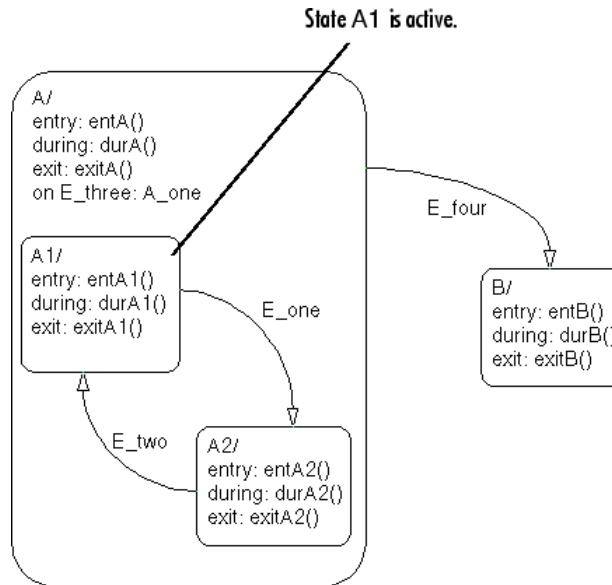 State A1 is active.
A/
entry: entA()
during: durA()
exit: exitA()
on E_three: A_one
E_four
A1/
entry: entA1()
during: durA1()
exit: exitA1()
E_one
B/
entry: entB()
during: durB()
exit: exitB()
E_two
A2/
entry: entA2()
during: durA2()
exit: exitA2()